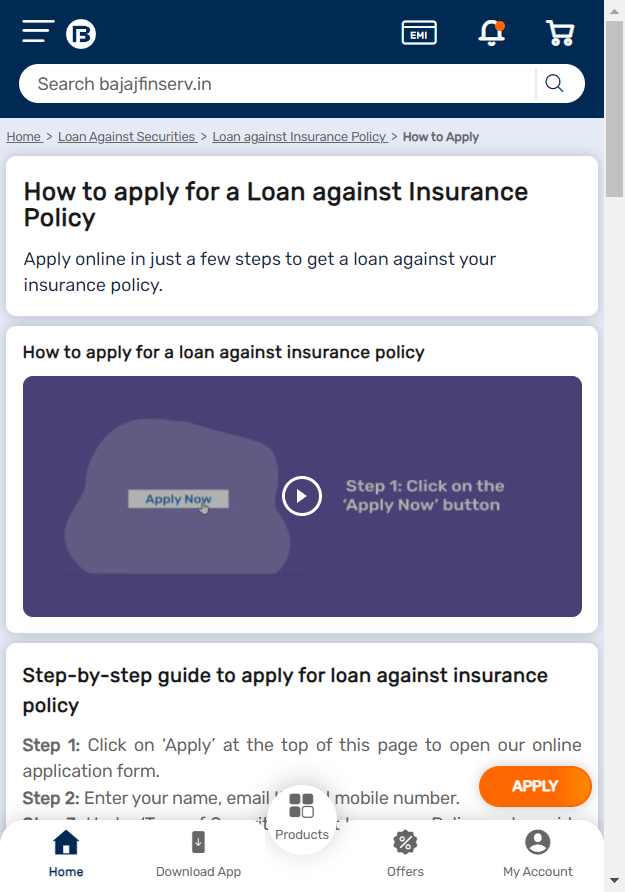 EMI
Search bajajfinserv.in
Home > Loan Against Securities > Loan against Insurance Policy > How to Apply
How to apply for a Loan against Insurance
Policy
Apply online in just a few steps to get a loan against your
insurance policy.
How to apply for a loan against insurance policy
Apply Now
Step 1: Click on the
‘Apply Now’ button
Step-by-step guide to apply for loan against insurance
policy
Step 1: Click on ‘Apply’ at the top of this page to open our online
application form.
Step 2: Enter your name, email mobile number.
APPLY
Products
Home
Download App
Offers
My Account